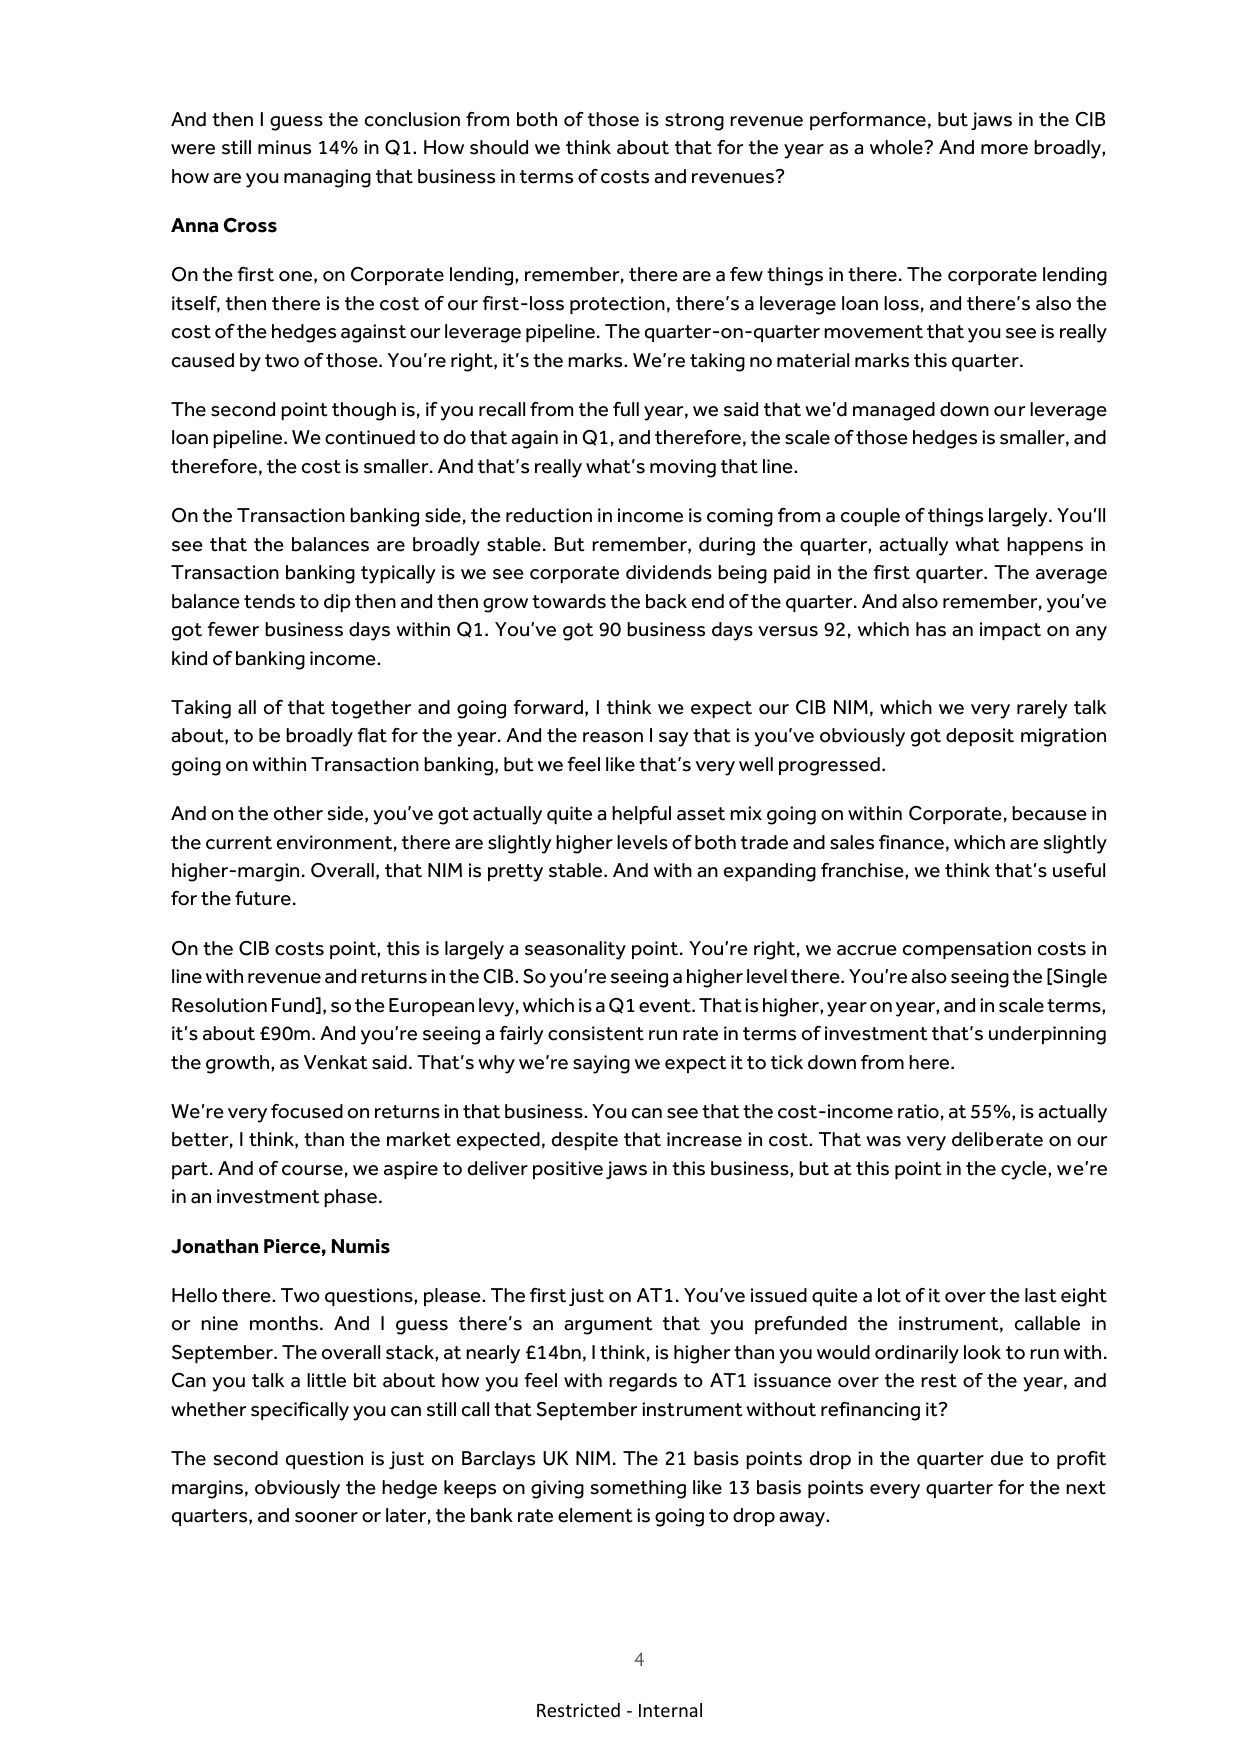 And then I guess the conclusion from both of those is strong revenue performance, but jaws in the CIB
were still minus 14% in Q1. How should we think about that for the year as a whole? And more broadly,
how are you managing that business in terms of costs and revenues?
Anna Cross
On the first one, on Corporate lending, remember, there are a few things in there. The corporate lending
itself, then there is the cost of our first-loss protection, there’s a leverage loan loss, and there’s also the
cost of the hedges against our leverage pipeline. The quarter-on-quarter movement that you see is really
caused by two of those. You’re right, it’s the marks. We’re taking no material marks this quarter.
The second point though is, if you recall from the full year, we said that we’d managed down our leverage
loan pipeline. We continued to do that again in Q1, and therefore, the scale of those hedges is smaller, and
therefore, the cost is smaller. And that’s really what’s moving that line.
On the Transaction banking side, the reduction in income is coming from a couple of things largely. You’ll
see that the balances are broadly stable. But remember, during the quarter, actually what happens in
Transaction banking typically is we see corporate dividends being paid in the first quarter. The average
balance tends to dip then and then grow towards the back end of the quarter. And also remember, you’ve
got fewer business days within Q1. You’ve got 90 business days versus 92, which has an impact on any
kind of banking income.
Taking all of that together and going forward, I think we expect our CIB NIM, which we very rarely talk
about, to be broadly flat for the year. And the reason I say that is you’ve obviously got deposit migration
going on within Transaction banking, but we feel like that’s very well progressed.
And on the other side, you’ve got actually quite a helpful asset mix going on within Corporate, because in
the current environment, there are slightly higher levels of both trade and sales finance, which are slightly
higher-margin. Overall, that NIM is pretty stable. And with an expanding franchise, we think that’s useful
for the future.
On the CIB costs point, this is largely a seasonality point. You’re right, we accrue compensation costs in
line with revenue and returns in the CIB. So you’re seeing a higher level there. You’re also seeing the [Single
Resolution Fund], so the European levy, which is a Q1 event. That is higher, year on year, and in scale terms,
it’s about £90m. And you’re seeing a fairly consistent run rate in terms of investment that’s underpinning
the growth, as Venkat said. That’s why we’re saying we expect it to tick down from here.
We’re very focused on returns in that business. You can see that the cost-income ratio, at 55%, is actually
better, I think, than the market expected, despite that increase in cost. That was very deliberate on our
part. And of course, we aspire to deliver positive jaws in this business, but at this point in the cycle, we’re
in an investment phase.
Jonathan Pierce, Numis
Hello there. Two questions, please. The first just on AT1. You’ve issued quite a lot of it over the last eight
or nine months. And I guess there’s an argument that you prefunded the instrument, callable in
September. The overall stack, at nearly £14bn, I think, is higher than you would ordinarily look to run with.
Can you talk a little bit about how you feel with regards to AT1 issuance over the rest of the year, and
whether specifically you can still call that September instrument without refinancing it?
The second question is just on Barclays UK NIM. The 21 basis points drop in the quarter due to profit
margins, obviously the hedge keeps on giving something like 13 basis points every quarter for the next
quarters, and sooner or later, the bank rate element is going to drop away.
4
Restricted - Internal